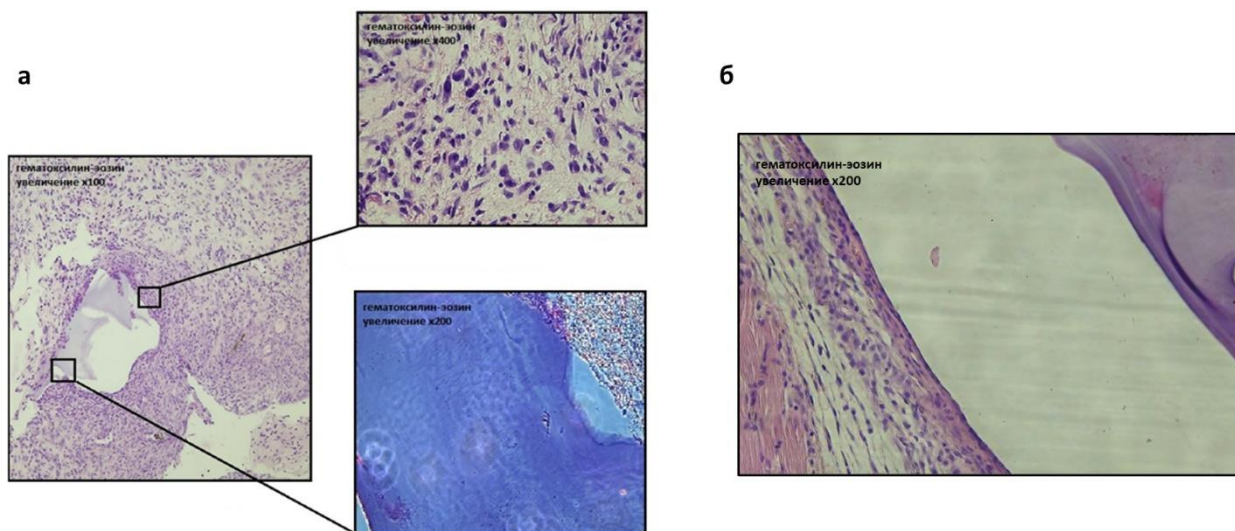 а
гематоксилин-эозин
увеличение х100
гематоксилин-эозин
увеличение х400
гематоксилин-эозин
увеличение х200
б
гематоксилин-эозин
увеличение х200